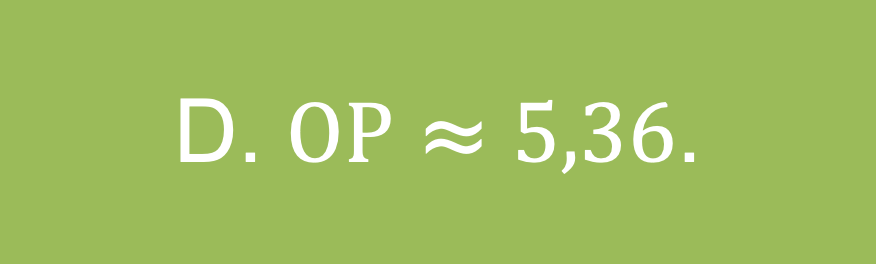 D. OP ≈ 5,36.